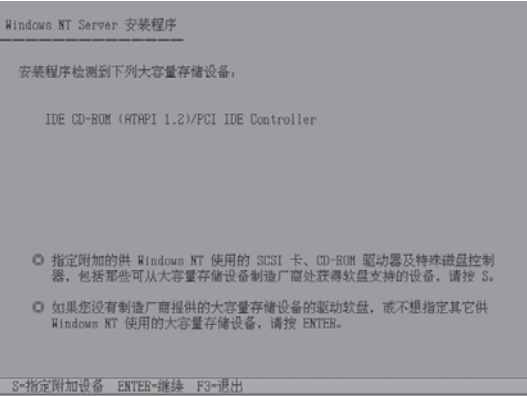 Windows NT Server 安装程序
安装程序检测到下列大容量存储设备:
IDE CD-ROM (ATAPI 1.2)/PCI IDE Controller
◎ 指定附加的供 Windows NT 使用的 SCSI 卡、CD-ROM 驱动器及特殊磁盘控制
器，包括那些可从大容量存储设备制造厂商处获得软盘支持的设备，请按 S。
◎ 如果您没有制造厂商提供的大容量存储设备的驱动软盘，或不想指定其它供
Windows NT 使用的大容量存储设备，请按 ENTER。
S=指定附加设备 ENTER=继续 F3=退出